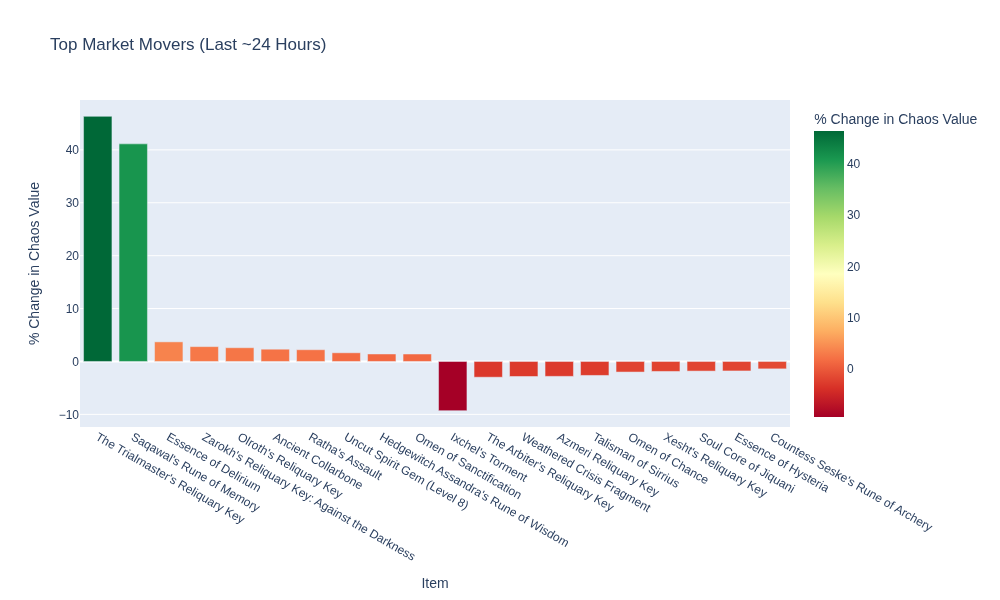 Top Market Movers (Last ~24 Hours)
% Change in Chaos Value
40
30
20
10
0
−10
The Trialmaster's Reliquary Key
Saqawal's Rune of Memory
Essence of Delirium
Zarokh's Reliquary Key: Against the Darkness
Olroth's Reliquary Key
Ancient Collarbone
Ratha's Assault
Uncut Spirit Gem (Level 8)
Hedgewitch Assandra's Rune of Wisdom
Omen of Sanctification
Ixchel's Torment
The Arbiter's Reliquary Key
Weathered Crisis Fragment
Azmeri Reliquary Key
Talisman of Sirrius
Omen of Chance
Xesht's Reliquary Key
Soul Core of Jiquani
Essence of Hysteria
Countess Seske's Rune of Archery
Item
% Change in Chaos Value
40
30
20
10
0